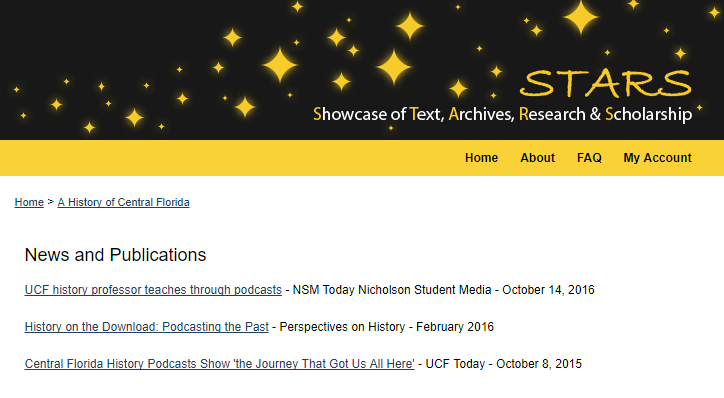 STARS
Showcase of Text, Archives, Research & Scholarship
Home About FAQ My Account
Home > A History of Central Florida
News and Publications
UCF history professor teaches through podcasts - NSM Today Nicholson Student Media - October 14, 2016
History on the Download: Podcasting the Past - Perspectives on History - February 2016
Central Florida History Podcasts Show 'the Journey That Got Us All Here' - UCF Today - October 8, 2015